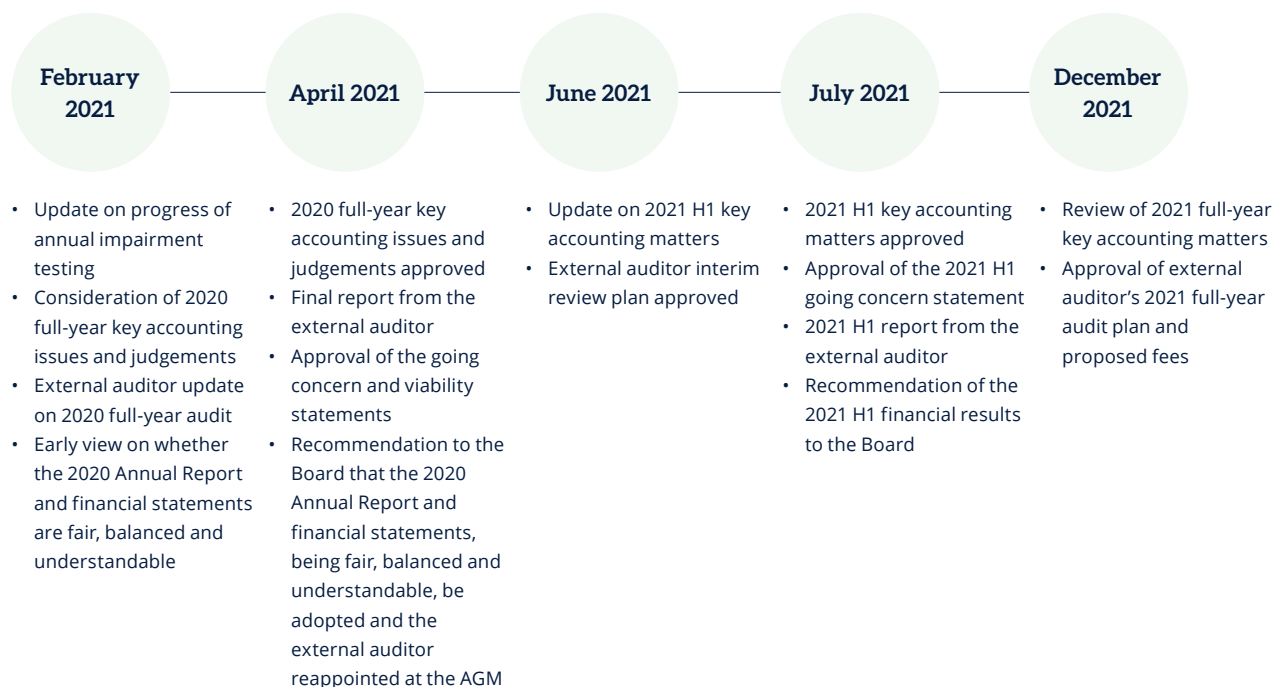 February
2021
April 2021
June 2021
July 2021
December
2021
• Update on progress of
annual impairment
testing
• Consideration of 2020
full-year key accounting
issues and judgements
• External auditor update
on 2020 full-year audit
• Early view on whether
the 2020 Annual Report
and financial statements
are fair, balanced and
understandable
• 2020 full-year key
accounting issues and
judgements approved
• Final report from the
external auditor
• Approval of the going
concern and viability
statements
• Recommendation to the
Board that the 2020
Annual Report and
financial statements,
being fair, balanced and
understandable, be
adopted and the
external auditor
reappointed at the AGM
• Update on 2021 H1 key
accounting matters
• External auditor interim
review plan approved
• 2021 H1 key accounting
matters approved
• Approval of the 2021 H1
going concern statement
• 2021 H1 report from the
external auditor
• Recommendation of the
2021 H1 financial results
to the Board
• Review of 2021 full-year
key accounting matters
• Approval of external
auditor’s 2021 full-year
audit plan and
proposed fees